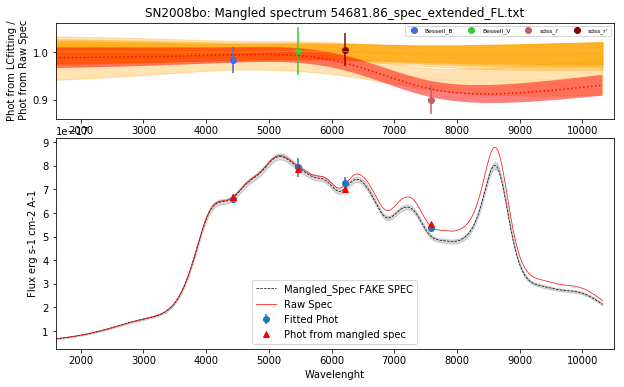 SN2008bo: Mangled spectrum 54681.86_spec_extended_FL.txt
Phot from LCfitting /
Phot from Raw Spec
1.0
0.9
Bessell_B
Bessell_V
sdss_i'
sdss_r'
2000 3000 4000 5000 6000 7000 8000 9000 10000
1e−17
Flux erg s-1 cm-2 A-1
9
8
7
6
5
4
3
2
1
Mangled_Spec FAKE SPEC
Raw Spec
Fitted Phot
Phot from mangled spec
2000 3000 4000 5000 6000 7000 8000 9000 10000
Wavelenght